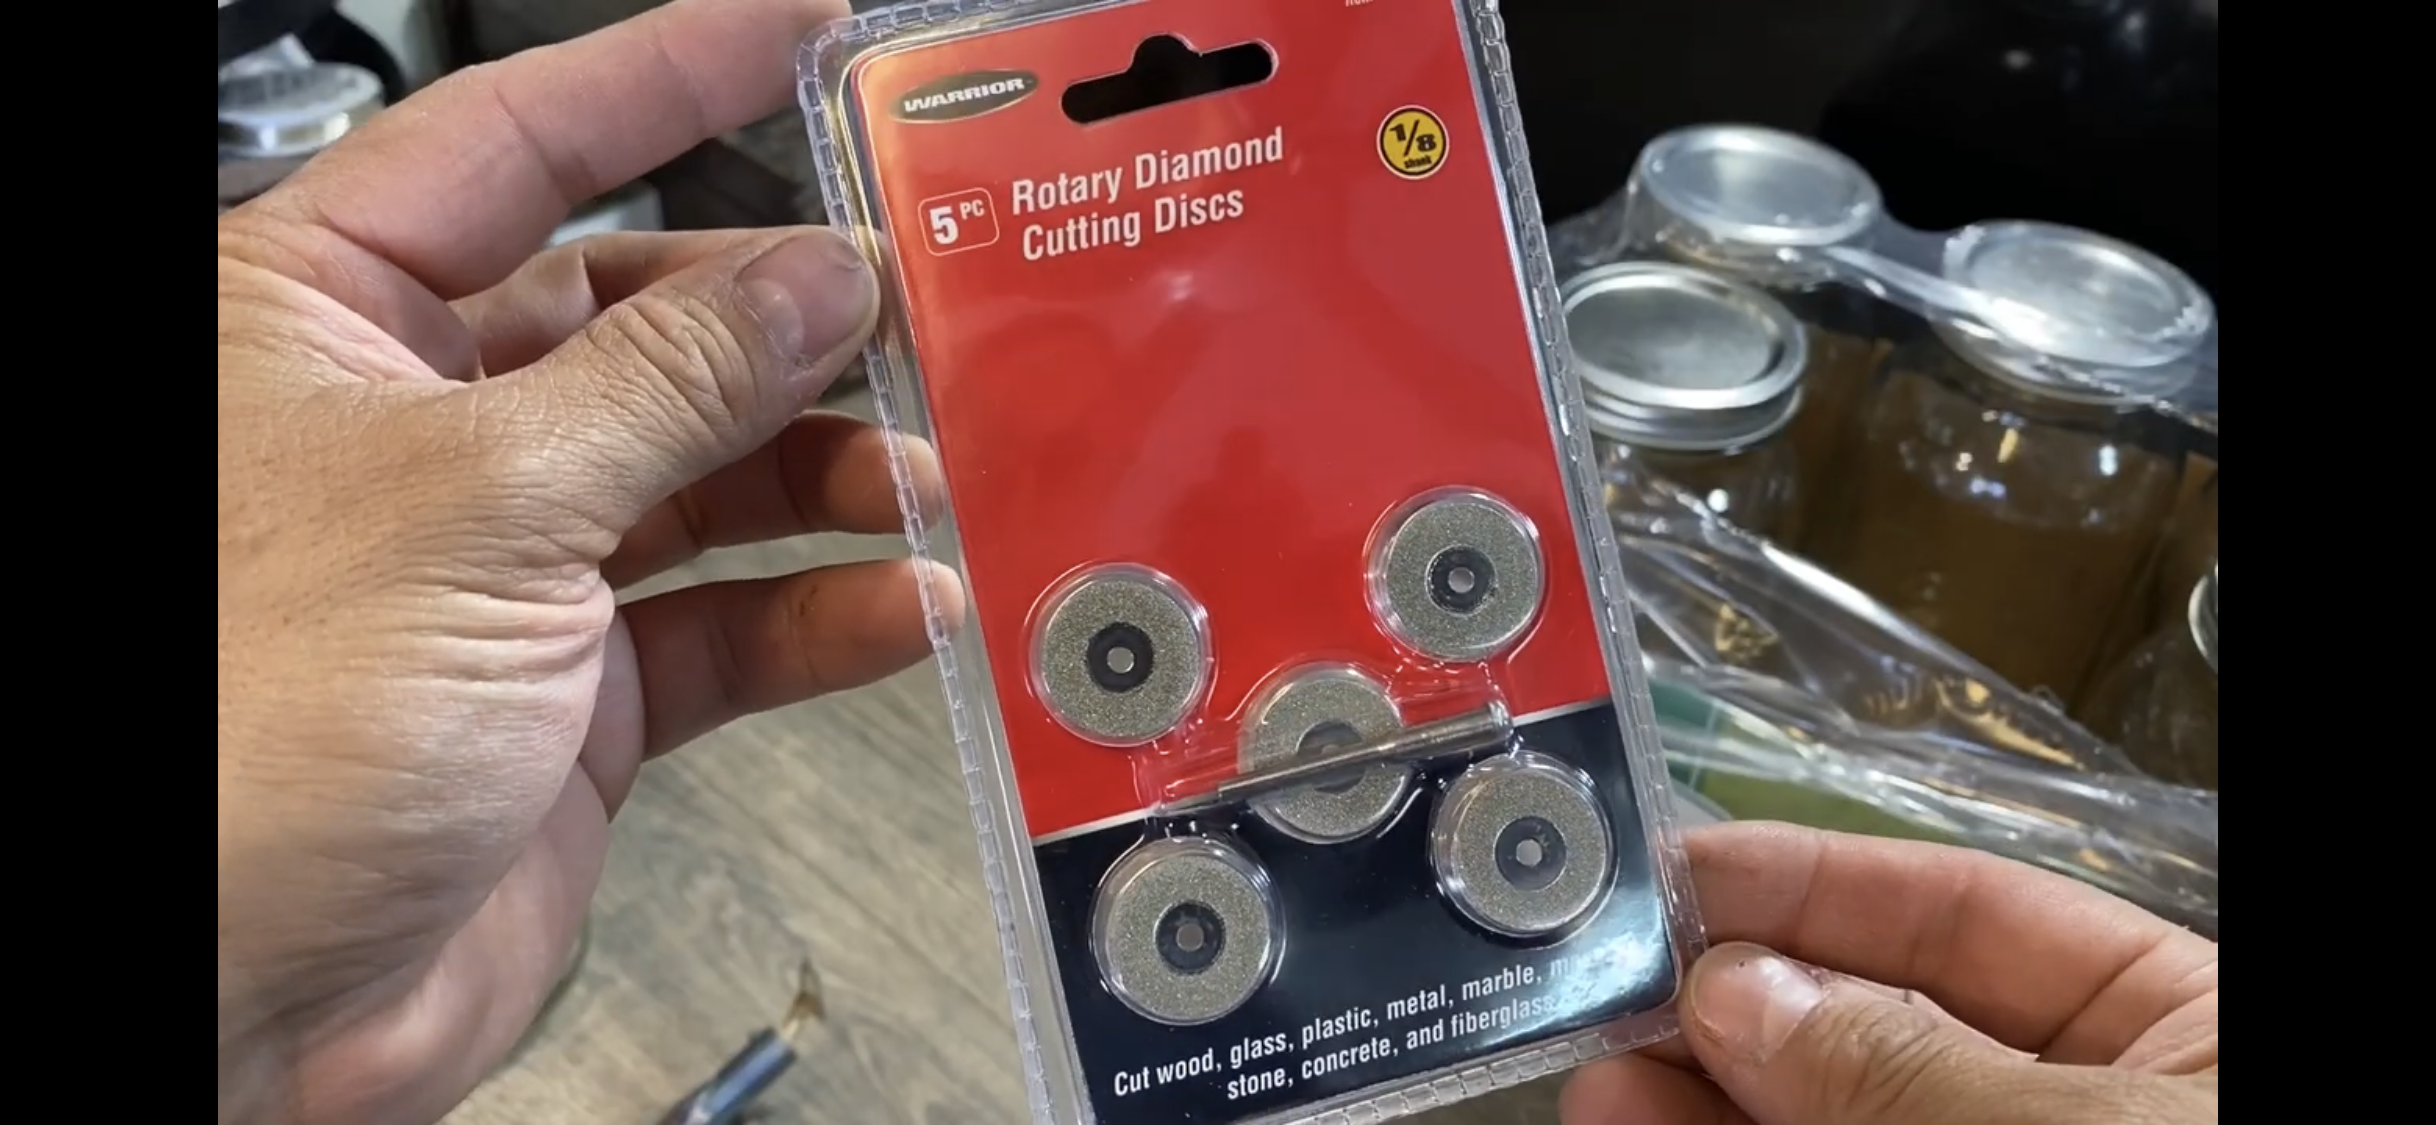 WARRIOR
1/8
shank
5 PC
Rotary Diamond
Cutting Discs
Cut wood, glass, plastic, metal, marble,
stone, concrete, and fiberglass